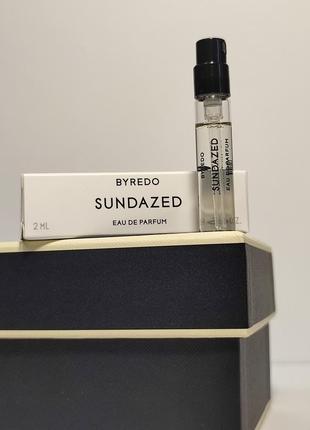 BYREDO
SUNDAZED
EAU DE PARFUM
2 ML
BYREDO
SUNDAZED
EAU DE PARFUM